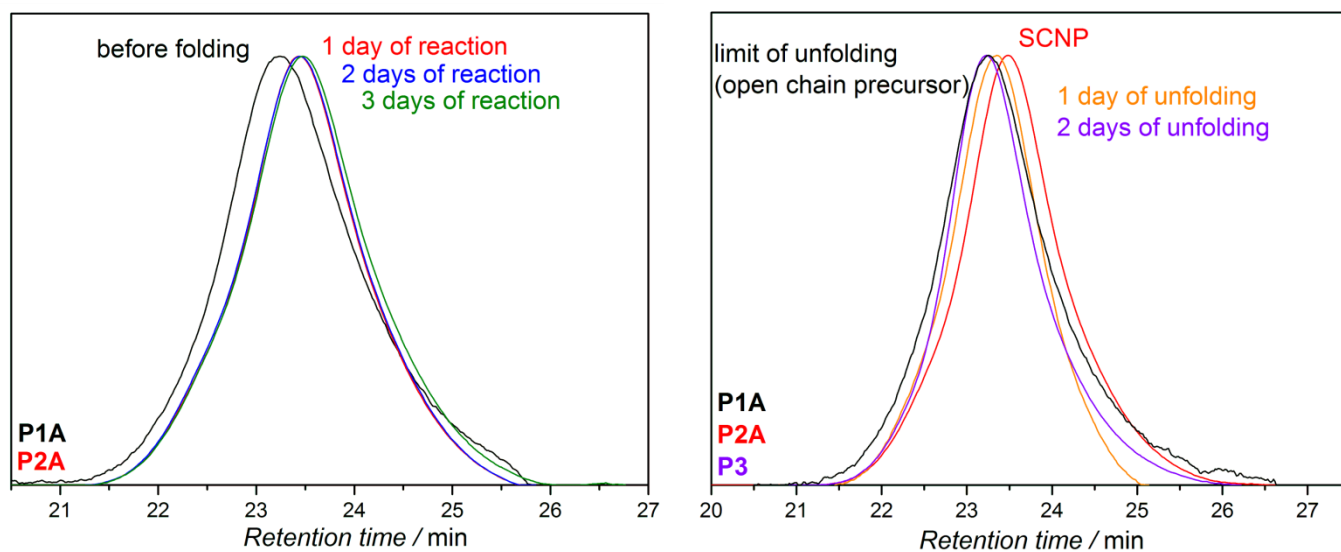 before folding
1 day of reaction
2 days of reaction
3 days of reaction
P1A
P2A
21 22 23 24 25 26 27
Retention time / min
limit of unfolding
(open chain precursor)
SCNP
1 day of unfolding
2 days of unfolding
P1A
P2A
P3
20 21 22 23 24 25 26 27
Retention time / min